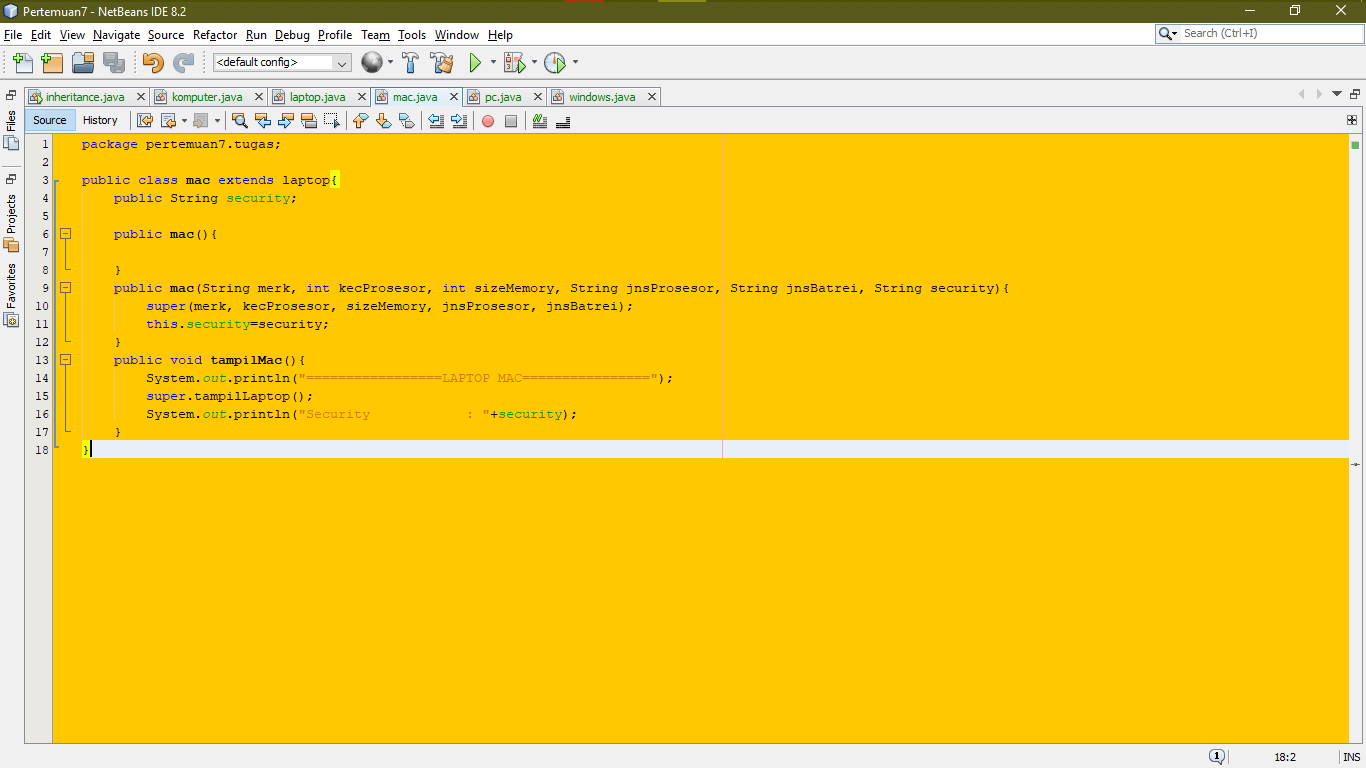 Pertemuan7 - NetBeans IDE 8.2
File Edit View Navigate Source Refactor Run Debug Profile Team Tools Window Help
Search (Ctrl+I)
<default config>
inheritance.java komputer.java laptop.java mac.java pc.java windows.java
Files
Projects
Favorites
Source History
1 package pertemuan7.tugas;
2
3 public class mac extends laptop{
4 public String security;
5
6 public mac(){
7
8 }
9 public mac(String merk, int kecProsesor, int sizeMemory, String jnsProsesor, String jnsBatrei, String security){
10 super(merk, kecProsesor, sizeMemory, jnsProsesor, jnsBatrei);
11 this.security=security;
12 }
13 public void tampilMac(){
14 System.out.println("=================LAPTOP MAC================");
15 super.tampilLaptop();
16 System.out.println("Security            : "+security);
17 }
18 }
1 18:2 INS